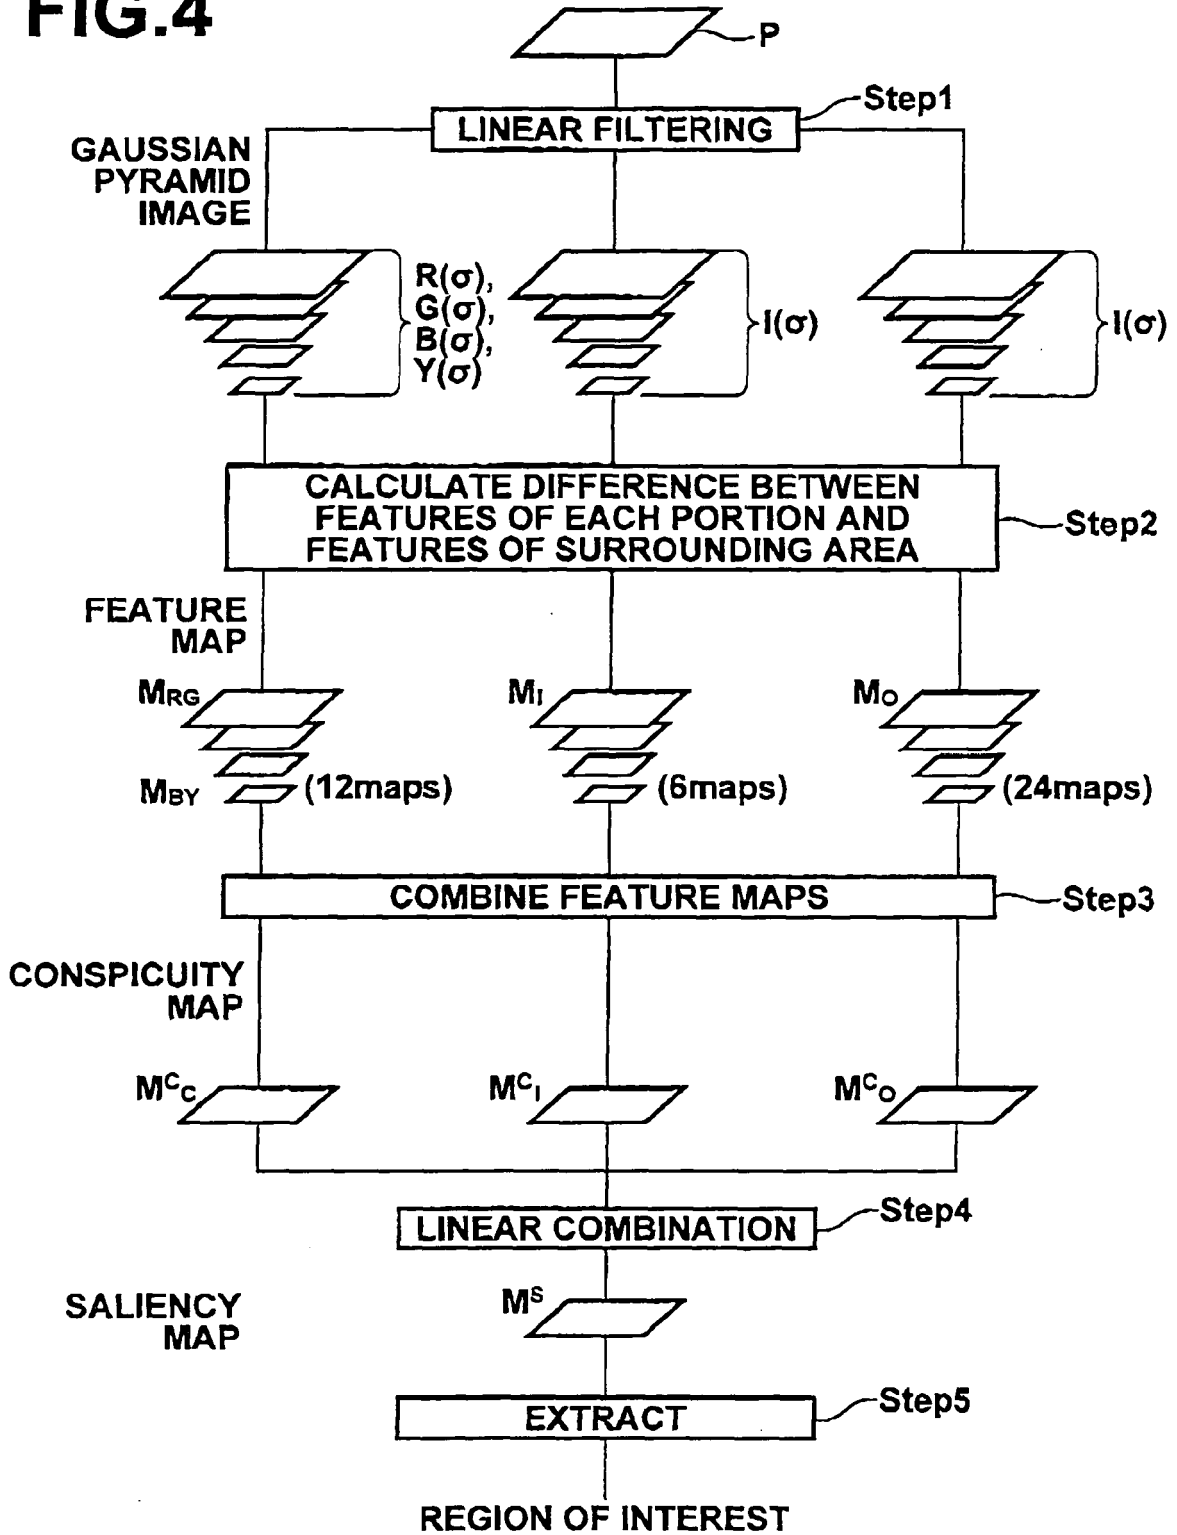 FIG.4
P
Step1
LINEAR FILTERING
GAUSSIAN
PYRAMID
IMAGE
R(σ),
G(σ),
B(σ),
Y(σ)
I(σ)
I(σ)
CALCULATE DIFFERENCE BETWEEN
FEATURES OF EACH PORTION AND
FEATURES OF SURROUNDING AREA
Step2
FEATURE
MAP
MRG
MI
MO
MBY
(12maps)
(6maps)
(24maps)
COMBINE FEATURE MAPS
Step3
CONSPICUITY
MAP
MCC
MCI
MCO
Step4
LINEAR COMBINATION
SALIENCY
MAP
MS
Step5
EXTRACT
REGION OF INTEREST